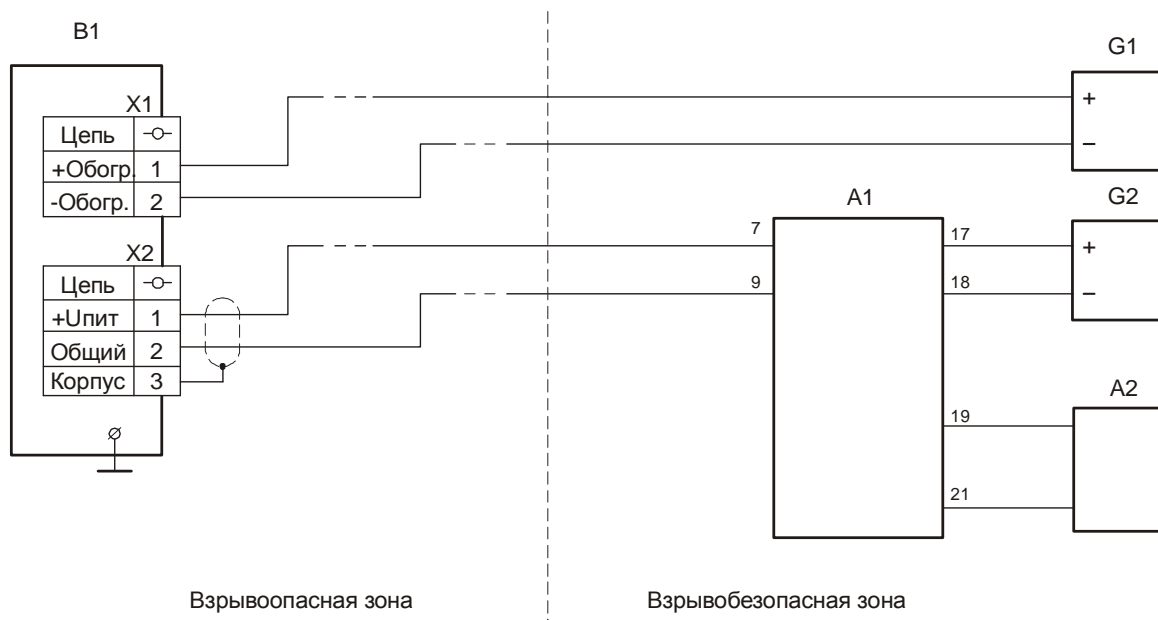 B1
X1
Цепь
+Обогр. 1
-Обогр. 2
X2
Цепь
+Uпит 1
Общий 2
Корпус 3
G1
+
–
A1
7
9
17
18
19
21
G2
+
–
A2
Взрывоопасная зона
Взрывобезопасная зона